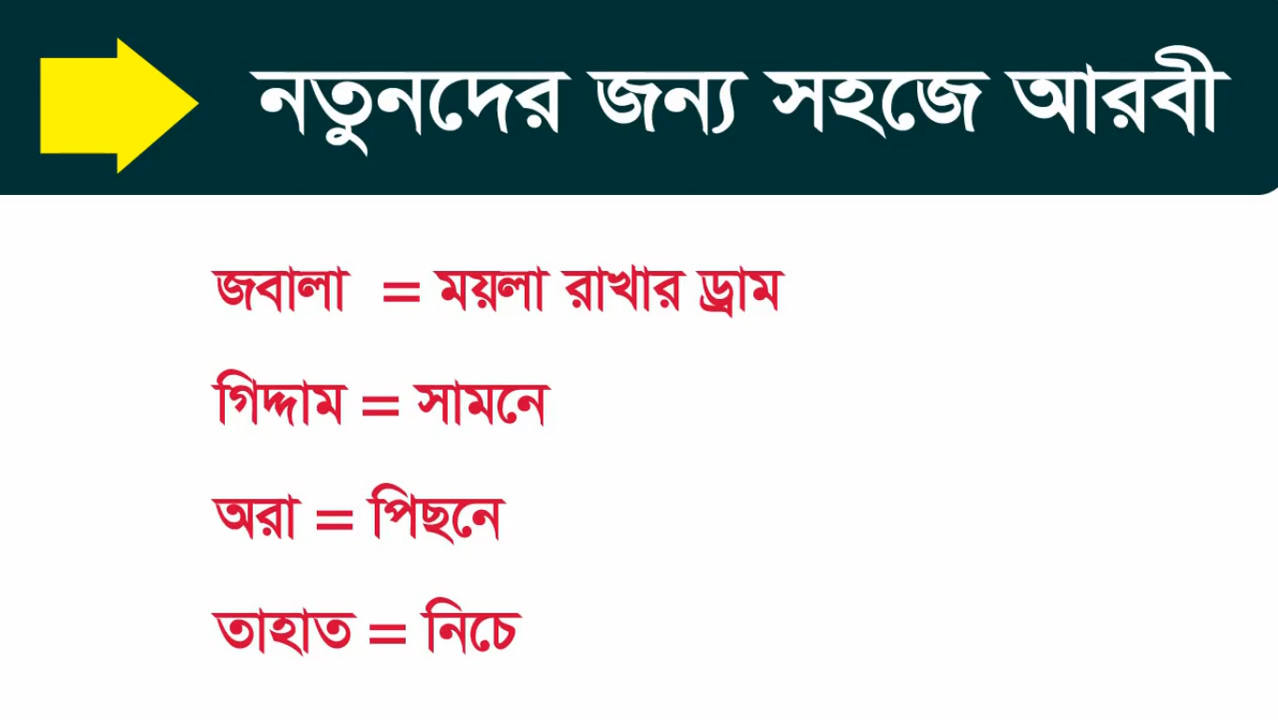 নতুনদের জন্য সহজে আরবী
জবালা = ময়লা রাখার ড্রাম
গিদ্দাম = সামনে
অরা = পিছনে
তাহাত = নিচে